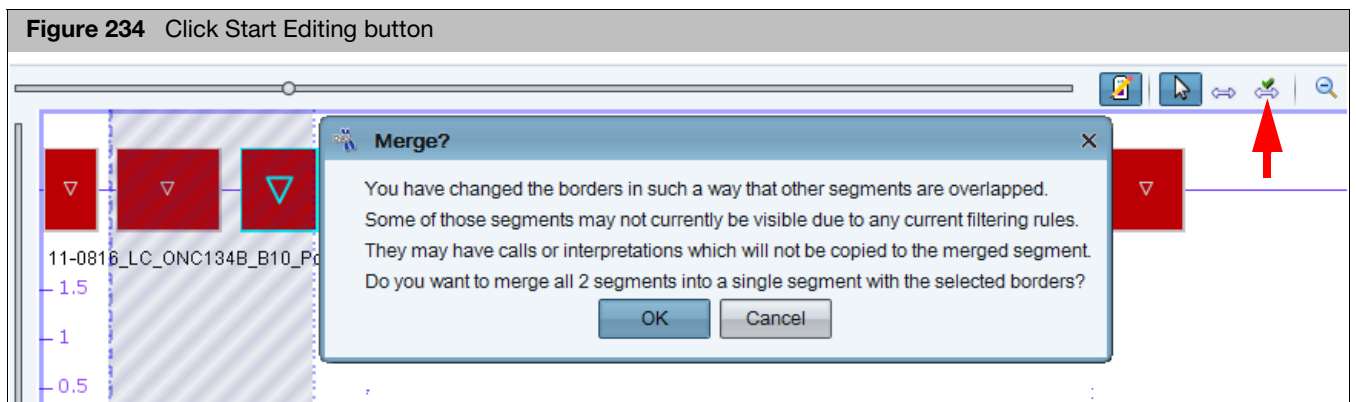 Figure 234 Click Start Editing button
Merge?
You have changed the borders in such a way that other segments are overlapped.
Some of those segments may not currently be visible due to any current filtering rules.
They may have calls or interpretations which will not be copied to the merged segment.
Do you want to merge all 2 segments into a single segment with the selected borders?
OK Cancel
11-0816_LC_ONC134B_B10_Po
1.5
1
0.5